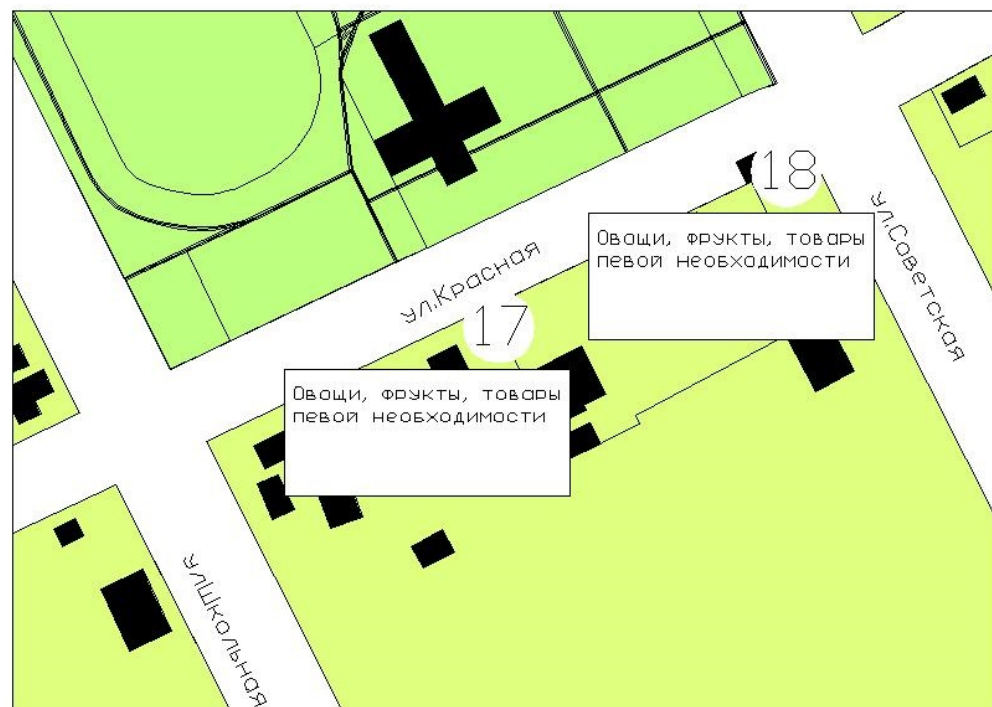 18
Овощи, фрукты, товары
певой необходимости
ул.Советская
ул.Красная
17
Овощи, фрукты, товары
певой необходимости
ул.Школьная